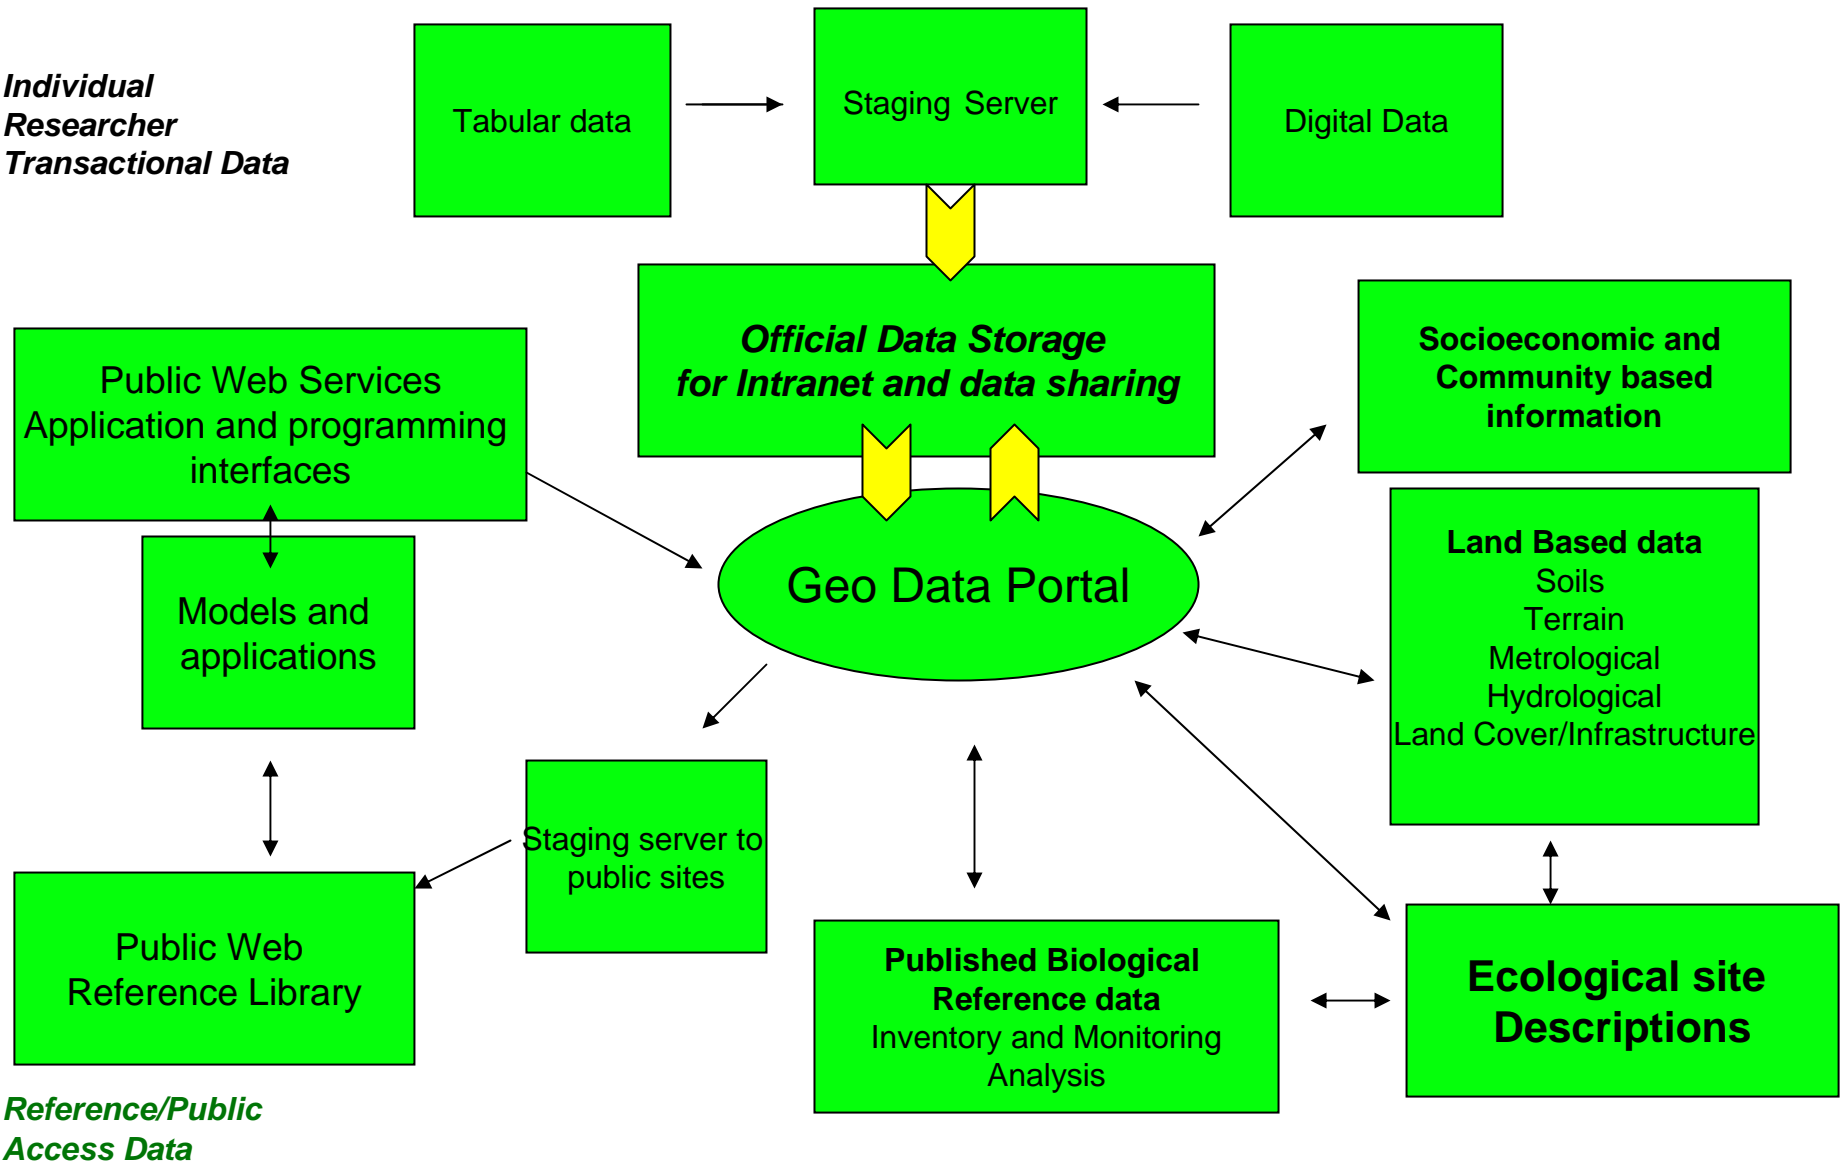 Individual
Researcher
Transactional Data
Tabular data
Staging Server
Digital Data
Official Data Storage
for Intranet and data sharing
Public Web Services
Application and programming
interfaces
Socioeconomic and
Community based
information
Models and
applications
Geo Data Portal
Land Based data
Soils
Terrain
Metrological
Hydrological
Land Cover/Infrastructure
Staging server to
public sites
Public Web
Reference Library
Published Biological
Reference data
Inventory and Monitoring
Analysis
Ecological site
Descriptions
Reference/Public
Access Data